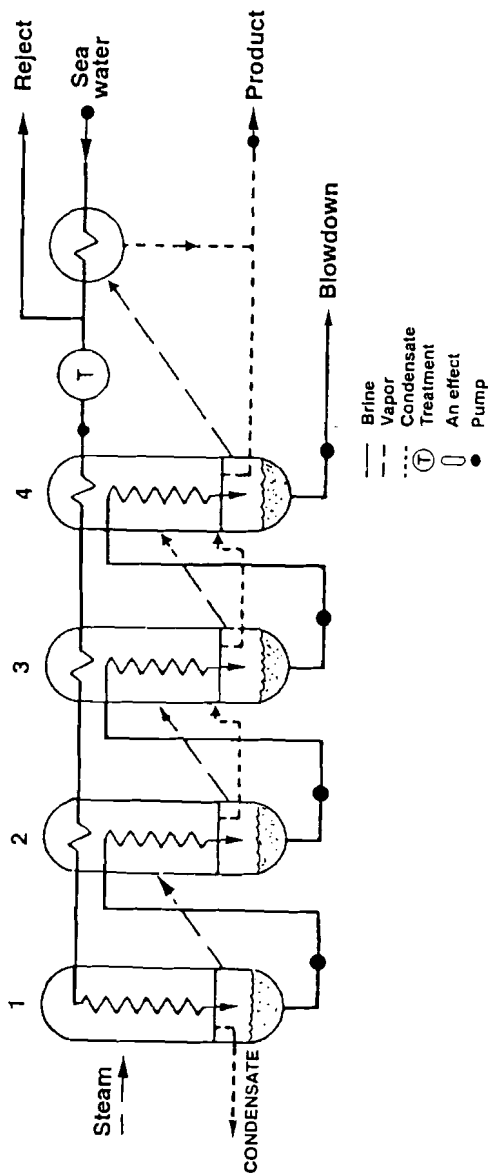 Reject
Sea
water
1
2
3
4
T
Steam
CONDENSATE
Product
Blowdown
Brine
Vapor
Condensate
T Treatment
An effect
Pump